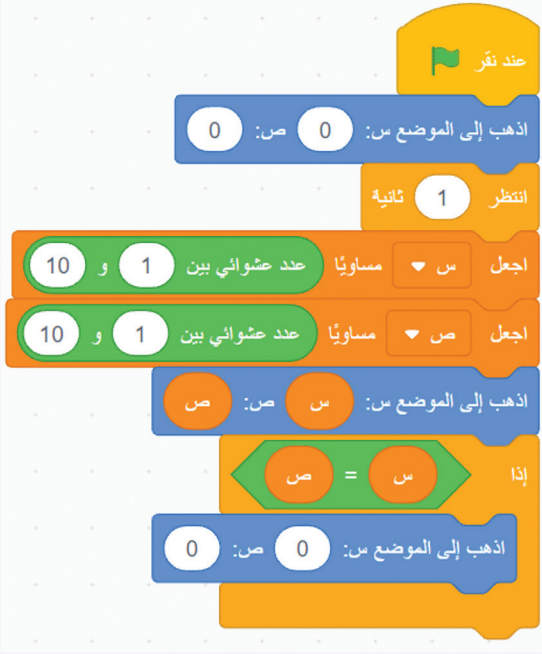 عند نقر
اذهب إلى الموضع س: 0 ص: 0
انتظر 1 ثانية
اجعل س مساويًا عدد عشوائي بين 1 و 10
اجعل ص مساويًا عدد عشوائي بين 1 و 10
اذهب إلى الموضع س: س ص: ص
إذا س = ص
اذهب إلى الموضع س: 0 ص: 0